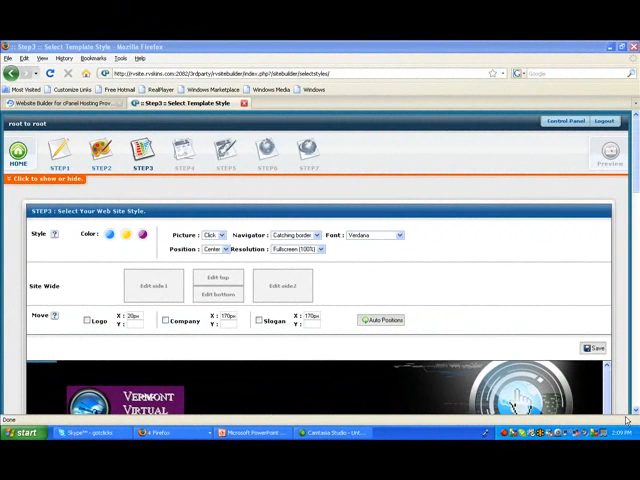 :: Step3 :: Select Template Style - Mozilla Firefox
File Edit View History Bookmarks Tools Help
http://rvsite.rvskins.com:2082/3rdparty/rvsitebuilder/index.php?/sitebuilder/selectstyles/
Google
Most Visited Customize Links Free Hotmail RealPlayer Windows Marketplace Windows Media Windows
Website Builder for cPanel Hosting Prov... :: Step3 :: Select Template Style
root to root Control Panel Logout
HOME STEP1 STEP2 STEP3 STEP4 STEP5 STEP6 STEP7 Preview
Click to show or hide.
STEP3 : Select Your Web Site Style.
Style ? Color : Picture : Click Navigator : Catching border Font : Verdana
Position : Center Resolution : Fullscreen (100%)
Site Wide Edit side1 Edit top Edit bottom Edit side2
Move ? Logo X : 20px Y : Company X : 170px Y : Slogan X : 170px Y : Auto Positions
Save
VERMONT
VIRTUAL
Done
start Skype™ - gotclicks 4 Firefox Microsoft PowerPoint ... Camtasia Studio - Unt... 2:09 PM